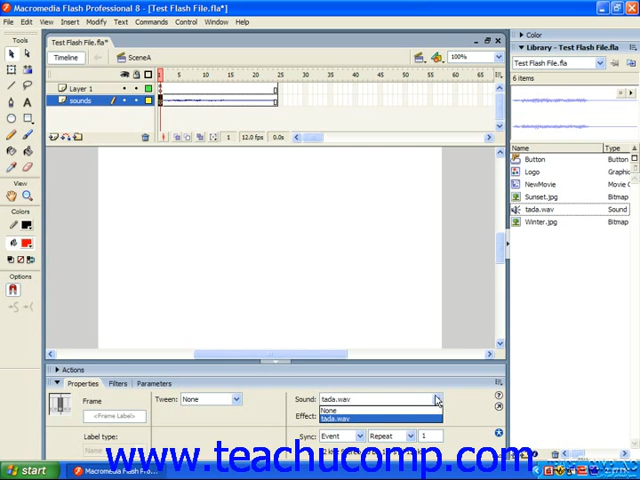 Macromedia Flash Professional 8 - [Test Flash File.fla*]
File Edit View Insert Modify Text Commands Control Window Help
Test Flash File.fla*
Timeline SceneA 100%
1 5 10 15 20 25 30 35 40 45 50 55 60 65
Layer 1
sounds
1 12.0 fps 0.0s
Tools
View
Colors
Options
Color
Library - Test Flash File.fla
Test Flash File.fla
6 items
Name Type
Button Button
Logo Graphic
NewMovie Movie C
Sunset.jpg Bitmap
tada.wav Sound
Winter.jpg Bitmap
Actions
Properties Filters Parameters
Frame
<Frame Label>
Label type:
Tween: None
Sound: tada.wav
None
tada.wav
Effect:
Sync: Event Repeat 1
www.teachucomp.com
start
Macromedia Flash Pro...